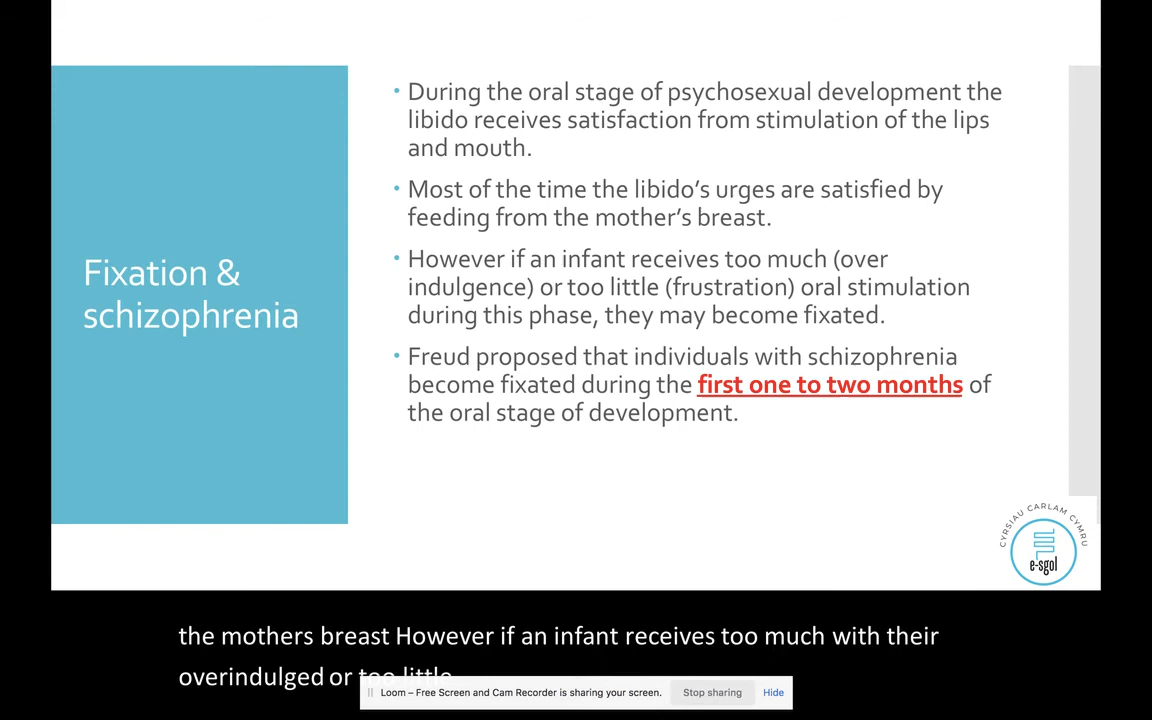 Fixation &
schizophrenia
• During the oral stage of psychosexual development the
libido receives satisfaction from stimulation of the lips
and mouth.
• Most of the time the libido’s urges are satisfied by
feeding from the mother’s breast.
• However if an infant receives too much (over
indulgence) or too little (frustration) oral stimulation
during this phase, they may become fixated.
• Freud proposed that individuals with schizophrenia
become fixated during the first one to two months of
the oral stage of development.
CYRSIAU CARLAM CYMRU
e-sgol
the mothers breast However if an infant receives too much with their
overindulged or too little
Loom – Free Screen and Cam Recorder is sharing your screen. Stop sharing Hide